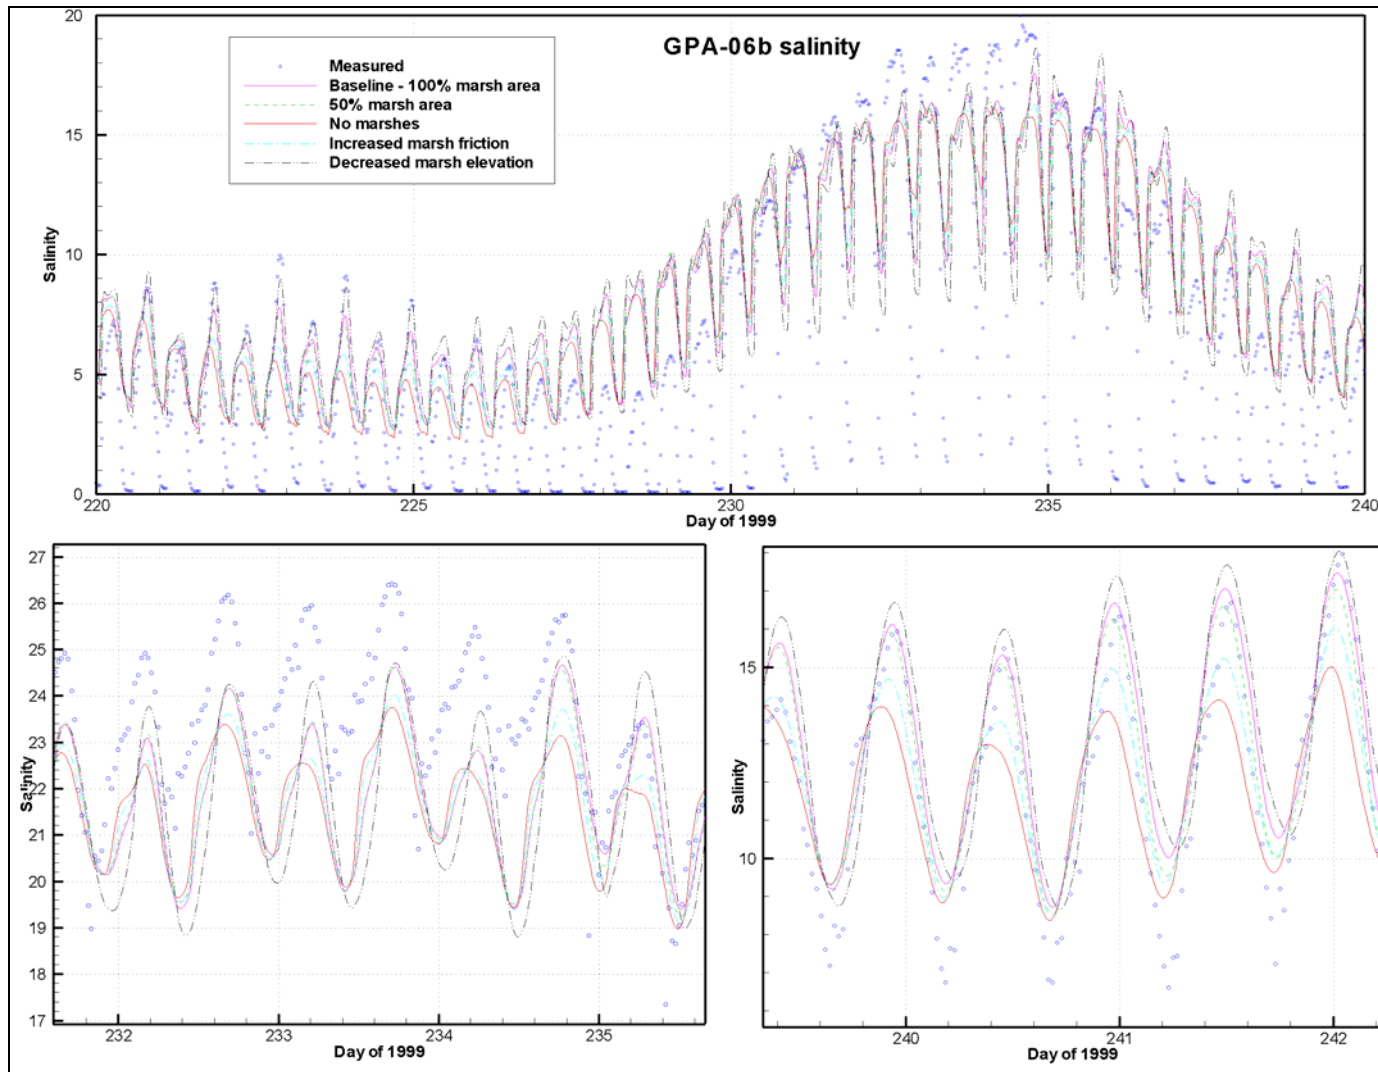 GPA-06b salinity
Measured
Baseline - 100% marsh area
50% marsh area
No marshes
Increased marsh friction
Decreased marsh elevation
20
15
10
5
0
Salinity
220
225
230
235
240
Day of 1999
27
26
25
24
23
22
21
20
19
18
17
Salinity
232
233
234
235
Day of 1999
15
10
Salinity
240
241
242
Day of 1999